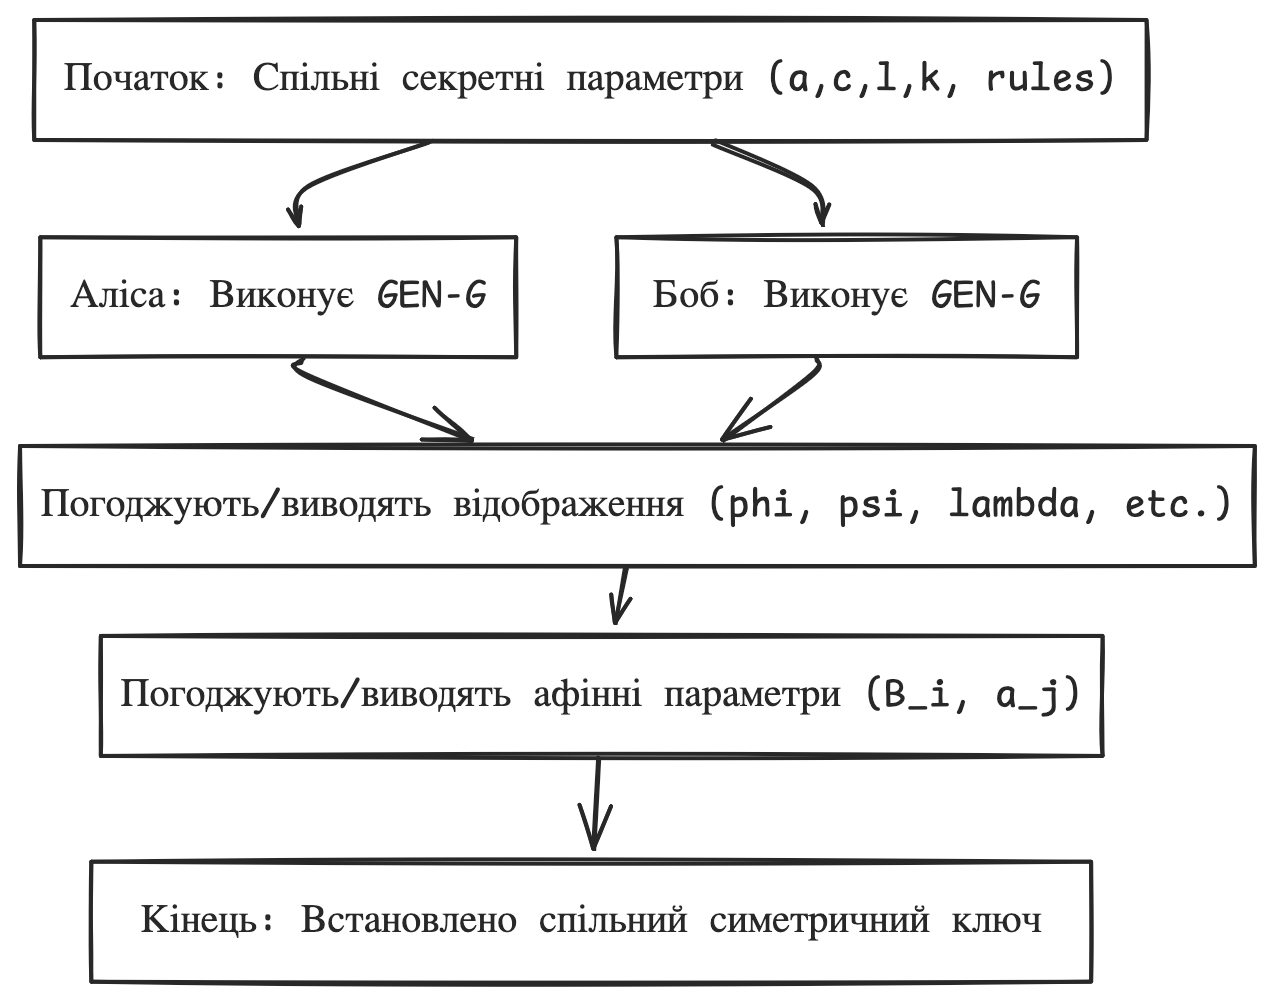 Початок: Спільні секретні параметри (a,c,l,k, rules)
Аліса: Виконує GEN-G
Боб: Виконує GEN-G
Погоджують/виводять відображення (phi, psi, lambda, etc.)
Погоджують/виводять афінні параметри (B_i, a_j)
Кінець: Встановлено спільний симетричний ключ